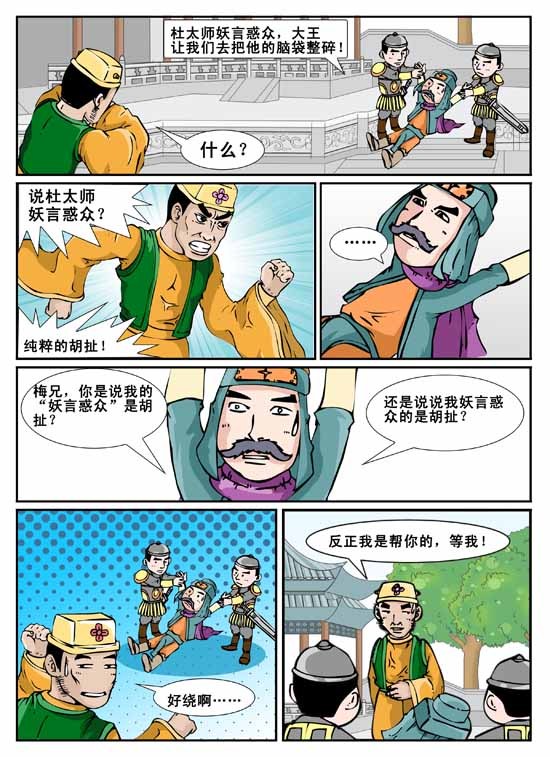 杜太师妖言惑众，大王
让我们去把他的脑袋整碎！
什么？
说杜太师
妖言惑众？
纯粹的胡扯！
……
梅兄，你是说我的
“妖言惑众”是胡
扯？
还是说说我妖言惑
众的是胡扯？
好绕啊……
反正我是帮你的，等我！